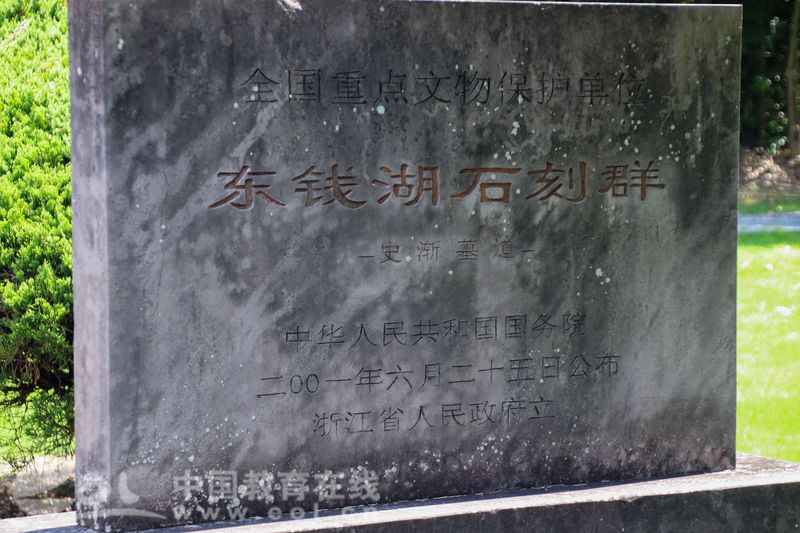 全国重点文物保护单位
东钱湖石刻群
-史渐墓道-
中华人民共和国国务院
二00一年六月二十五日公布
浙江省人民政府立
中国教育在线
www.eol.cn